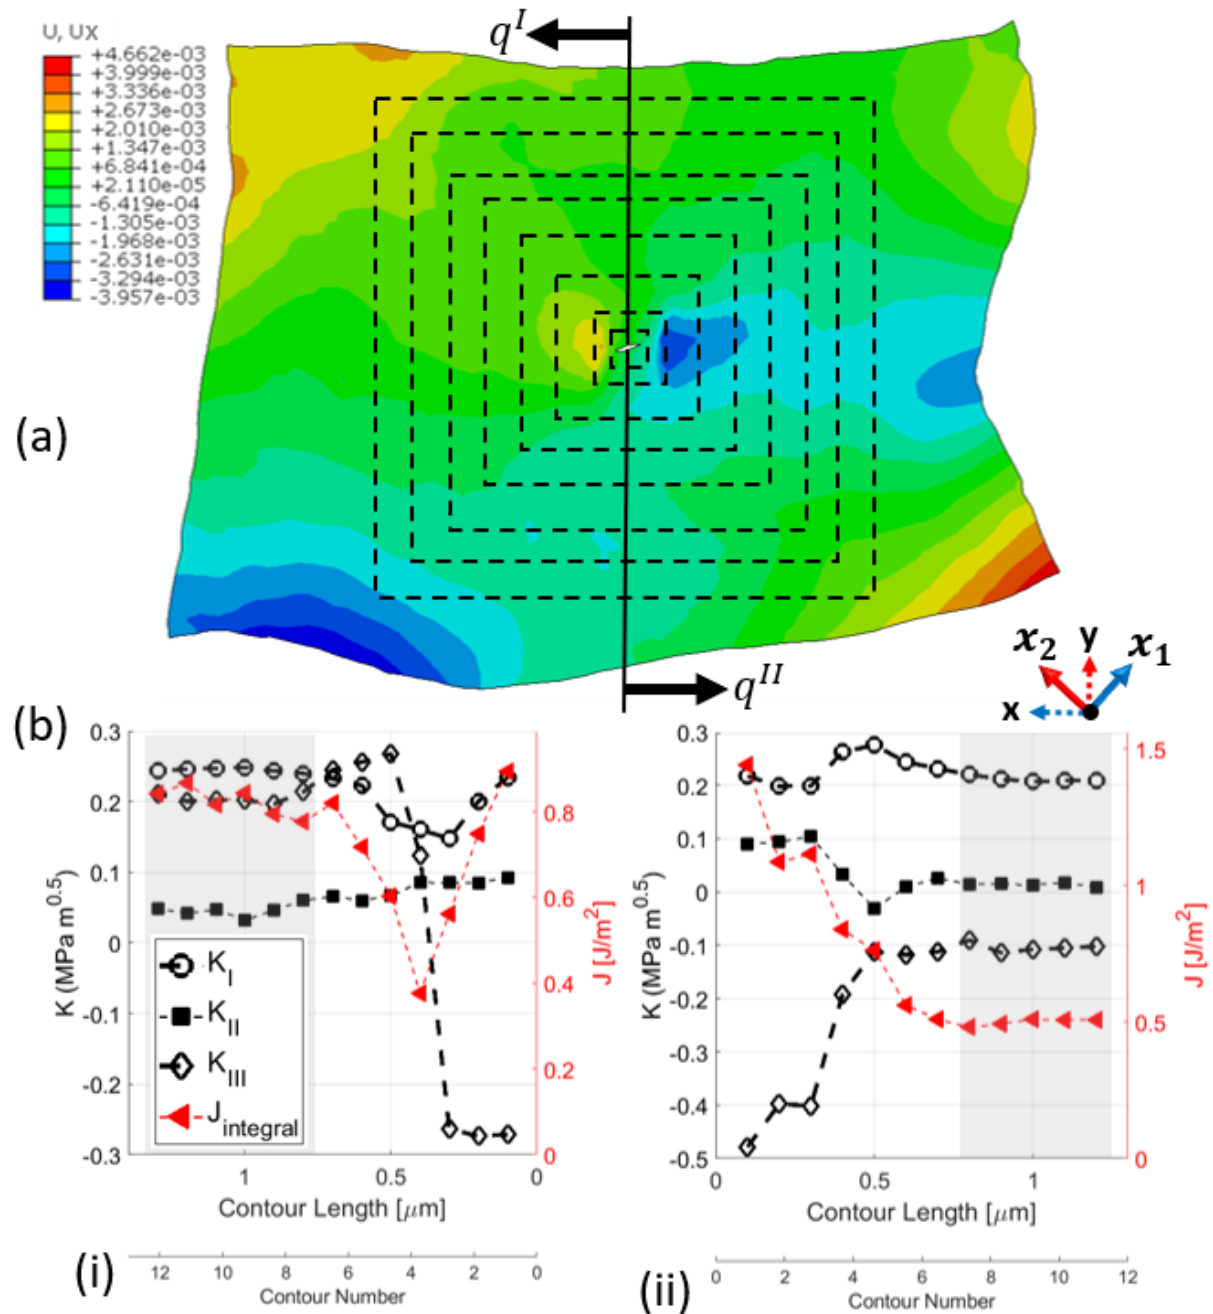 U, Ux
+4.662e-03
+3.999e-03
+3.336e-03
+2.673e-03
+2.010e-03
+1.347e-03
+6.841e-04
+2.110e-05
-6.419e-04
-1.305e-03
-1.968e-03
-2.631e-03
-3.294e-03
-3.957e-03
q^I
(a)
q^II
x₂ y x₁
x
(b)
0.3
0.2
0.1
0
-0.1
-0.2
-0.3
K (MPa m^0.5)
K_I
K_II
K_III
J_integral
0.8
0.6
0.4
0.2
0
J [J/m²]
1 0.5 0
Contour Length [μm]
(i)
12 10 8 6 4 2 0
Contour Number
0.3
0.2
0.1
0
-0.1
-0.2
-0.3
-0.4
-0.5
K (MPa m^0.5)
1.5
1
0.5
0
J [J/m²]
0 0.5 1
Contour Length [μm]
(ii)
0 2 4 6 8 10 12
Contour Number